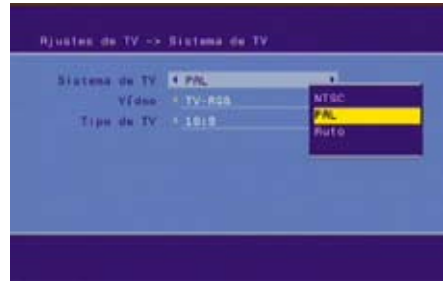 Ajustes de TV -> Sistema de TV
Sistema de TV PAL
Vídeo TV-RGB
Tipo de TV 16:9
NTSC
PAL
Auto